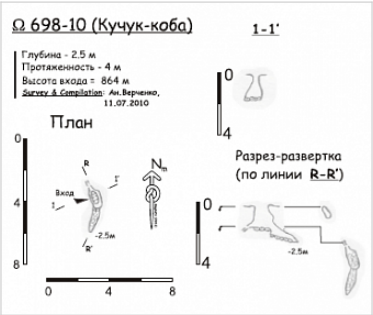 Ω 698-10 (Кучук-коба)
1-1'
Глубина - 2.5 м
Протяженность - 4 м
Высота входа = 864 м
Survey & Compilation: Ан.Верченко,
11.07.2010
План
0
4
Разрез-развертка
(по линии R-R')
0
4
8
R
1'
Вход
1
-2.5м
R'
Nm
0
4
-2.5м
0
4
8